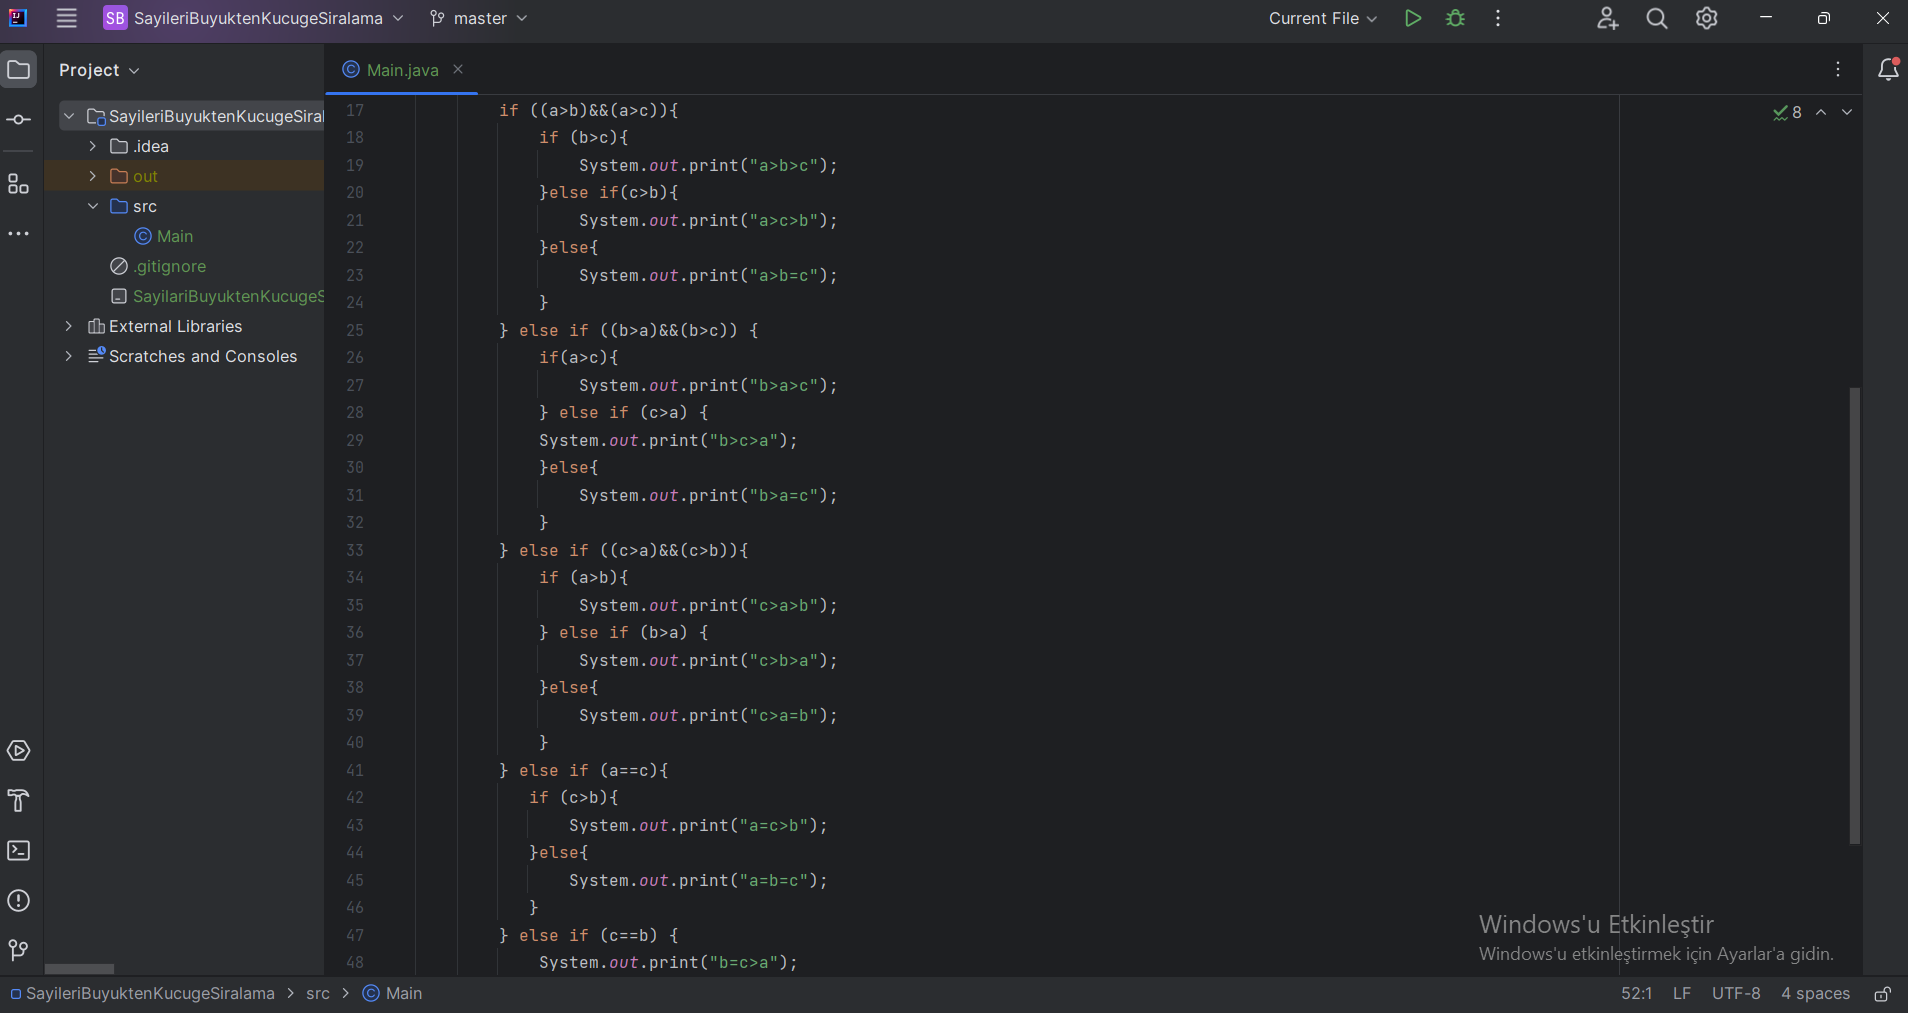 SB SayileriBuyuktenKucugeSiralama master Current File
Project
Main.java
SayileriBuyuktenKucugeSiral
.idea
out
src
Main
.gitignore
SayilariBuyuktenKucugeS
External Libraries
Scratches and Consoles
8
17 if ((a>b)&&(a>c)){
18 if (b>c){
19 System.out.print("a>b>c");
20 }else if(c>b){
21 System.out.print("a>c>b");
22 }else{
23 System.out.print("a>b=c");
24 }
25 } else if ((b>a)&&(b>c)) {
26 if(a>c){
27 System.out.print("b>a>c");
28 } else if (c>a) {
29 System.out.print("b>c>a");
30 }else{
31 System.out.print("b>a=c");
32 }
33 } else if ((c>a)&&(c>b)){
34 if (a>b){
35 System.out.print("c>a>b");
36 } else if (b>a) {
37 System.out.print("c>b>a");
38 }else{
39 System.out.print("c>a=b");
40 }
41 } else if (a==c){
42 if (c>b){
43 System.out.print("a=c>b");
44 }else{
45 System.out.print("a=b=c");
46 }
47 } else if (c==b) {
48 System.out.print("b=c>a");
Windows'u Etkinleştir
Windows'u etkinleştirmek için Ayarlar'a gidin.
SayileriBuyuktenKucugeSiralama > src > Main
52:1 LF UTF-8 4 spaces